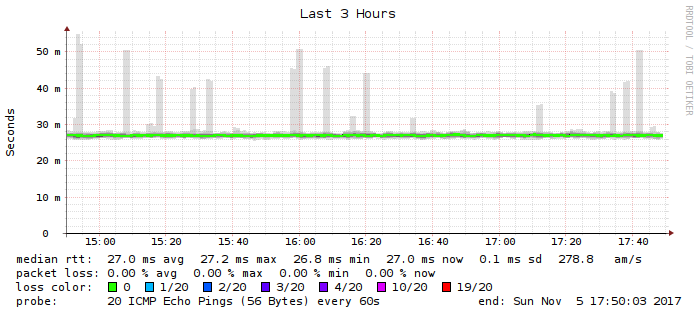 Last 3 Hours
RRDTOOL / TOBI OETIKER
Seconds
50 m
40 m
30 m
20 m
10 m
0
15:00 15:20 15:40 16:00 16:20 16:40 17:00 17:20 17:40
median rtt: 27.0 ms avg 27.2 ms max 26.8 ms min 27.0 ms now 0.1 ms sd 278.8 am/s
packet loss: 0.00 % avg 0.00 % max 0.00 % min 0.00 % now
loss color: 0 1/20 2/20 3/20 4/20 10/20 19/20
probe: 20 ICMP Echo Pings (56 Bytes) every 60s end: Sun Nov 5 17:50:03 2017